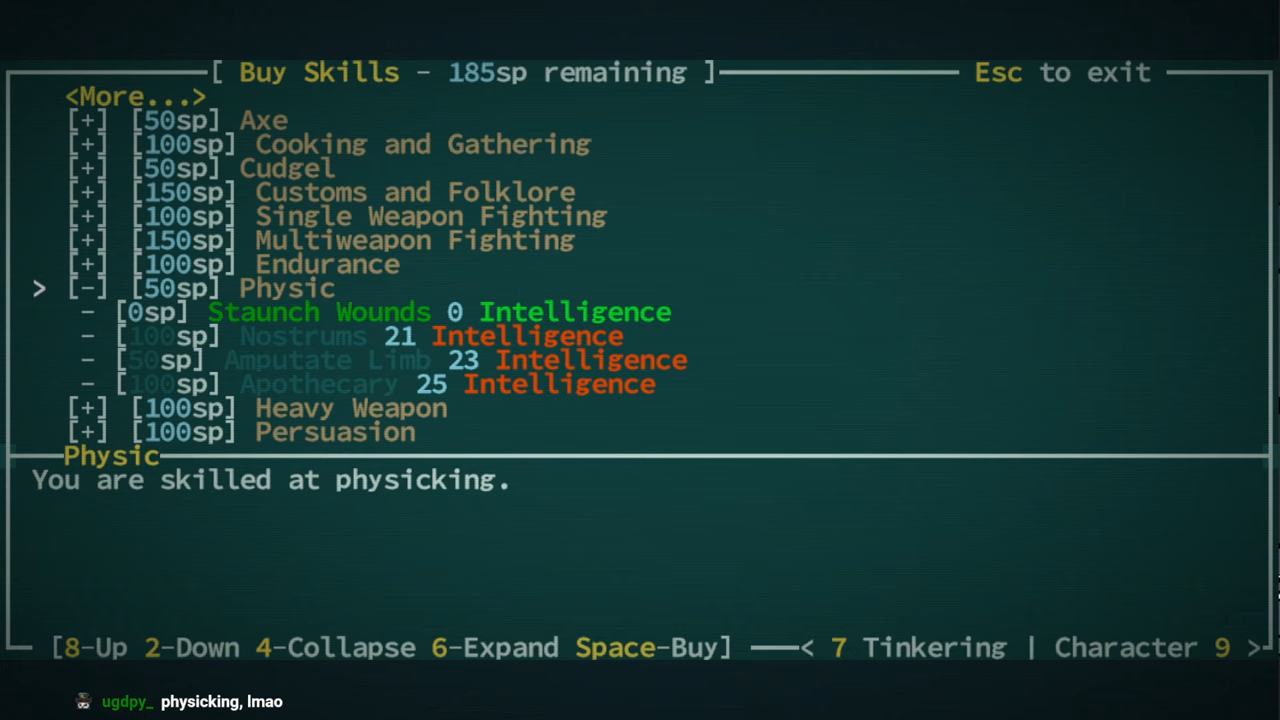 [ Buy Skills - 185sp remaining ] Esc to exit
<More...>
[+] [50sp] Axe
[+] [100sp] Cooking and Gathering
[+] [50sp] Cudgel
[+] [150sp] Customs and Folklore
[+] [100sp] Single Weapon Fighting
[+] [150sp] Multiweapon Fighting
[+] [100sp] Endurance
> [-] [50sp] Physic
- [0sp] Staunch Wounds 0 Intelligence
- [100sp] Nostrums 21 Intelligence
- [50sp] Amputate Limb 23 Intelligence
- [100sp] Apothecary 25 Intelligence
[+] [100sp] Heavy Weapon
[+] [100sp] Persuasion
Physic
You are skilled at physicking.
[8-Up 2-Down 4-Collapse 6-Expand Space-Buy] < 7 Tinkering | Character 9 >
ugdpy_ physicking, lmao